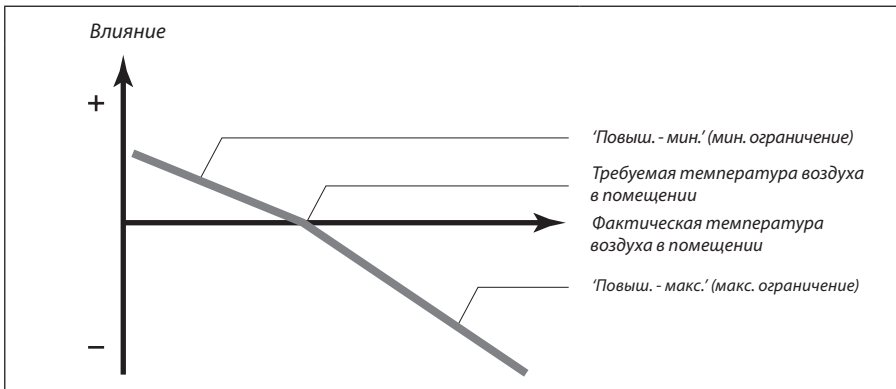 Влияние
+
'Повыш. - мин.' (мин. ограничение)
Требуемая температура воздуха
в помещении
Фактическая температура
воздуха в помещении
'Повыш. - макс.' (макс. ограничение)
−